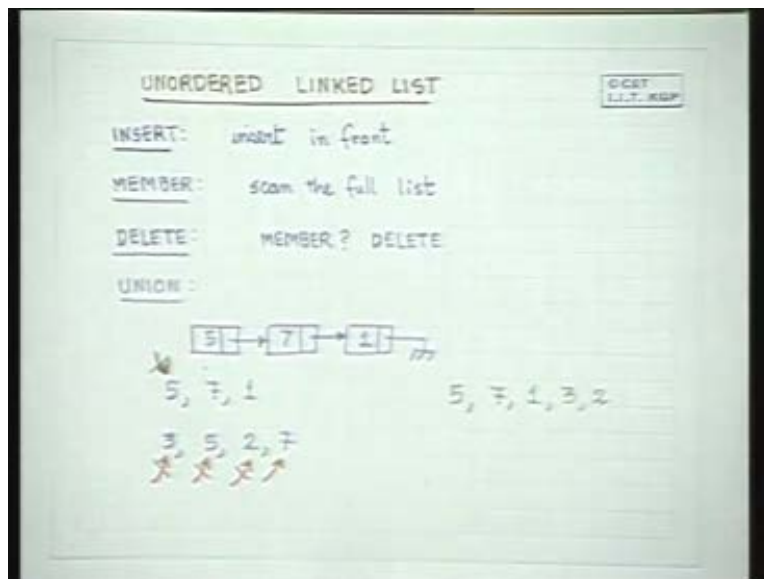 UNORDERED LINKED LIST
CCET
I.I.T. KGP
INSERT: insert in front
MEMBER: scan the full list
DELETE: MEMBER? DELETE
UNION:
5 7 1
5, 7, 1
5, 7, 1, 3, 2
3, 5, 2, 7